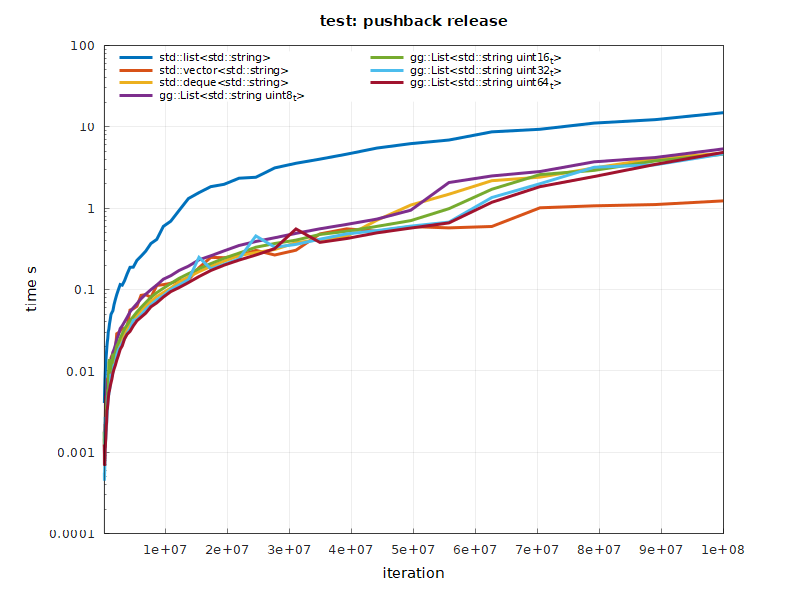 test: pushback release
std::list<std::string>
std::vector<std::string>
std::deque<std::string>
gg::List<std::string uint8t>
gg::List<std::string uint16t>
gg::List<std::string uint32t>
gg::List<std::string uint64t>
100
10
1
0.1
0.01
0.001
0.0001
time s
1e+07 2e+07 3e+07 4e+07 5e+07 6e+07 7e+07 8e+07 9e+07 1e+08
iteration